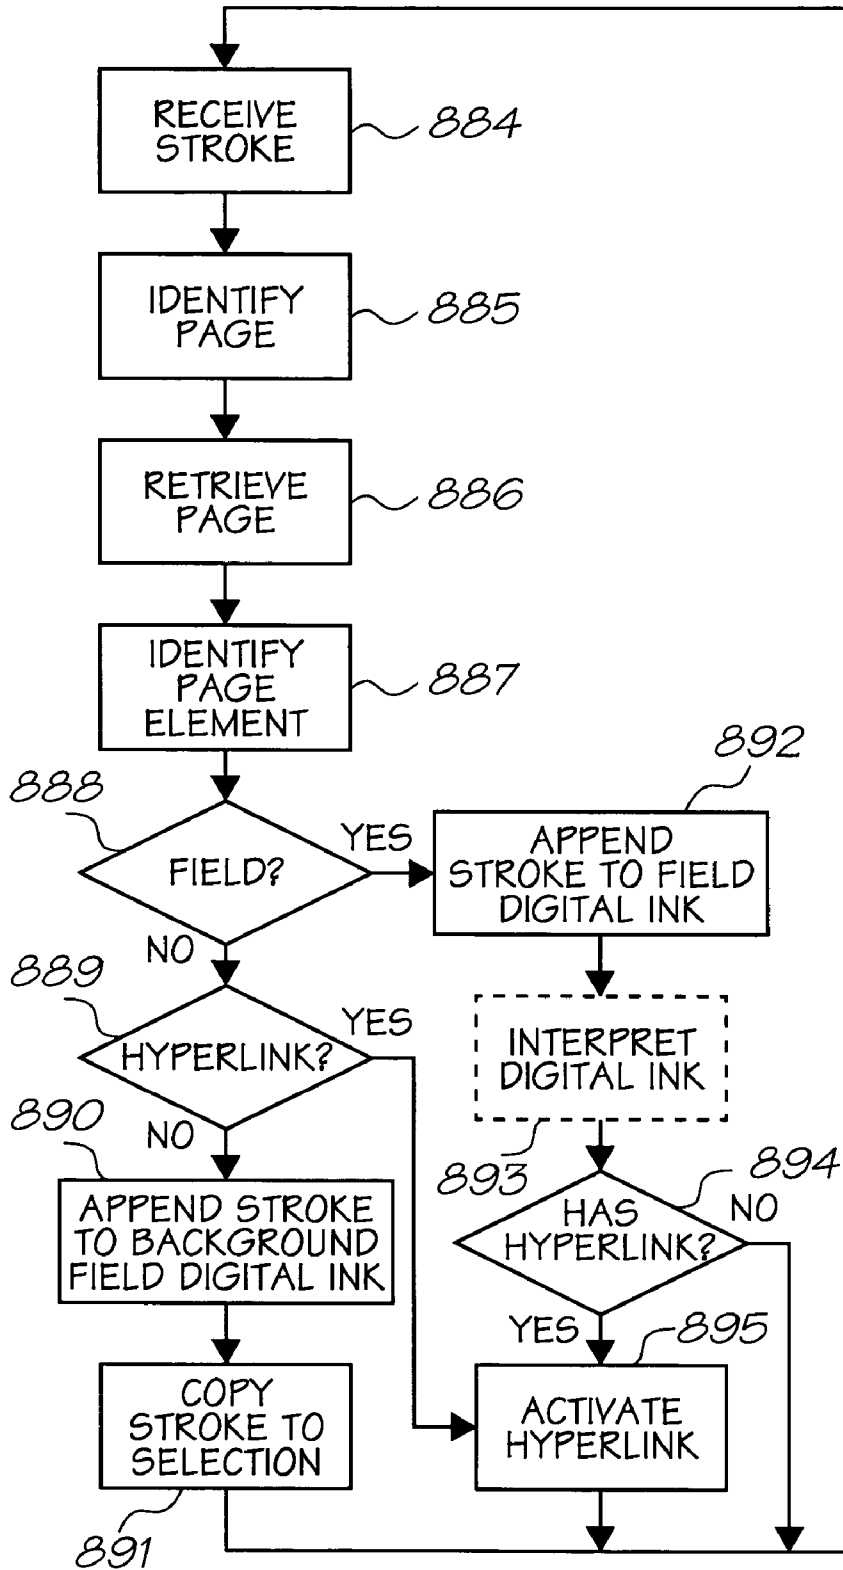 RECEIVE
STROKE
884
IDENTIFY
PAGE
885
RETRIEVE
PAGE
886
IDENTIFY
PAGE
ELEMENT
887
888
FIELD?
YES
NO
892
APPEND
STROKE TO FIELD
DIGITAL INK
889
HYPERLINK?
YES
NO
INTERPRET
DIGITAL INK
893
890
APPEND STROKE
TO BACKGROUND
FIELD DIGITAL INK
894
HAS
HYPERLINK?
NO
YES
895
COPY
STROKE TO
SELECTION
891
ACTIVATE
HYPERLINK